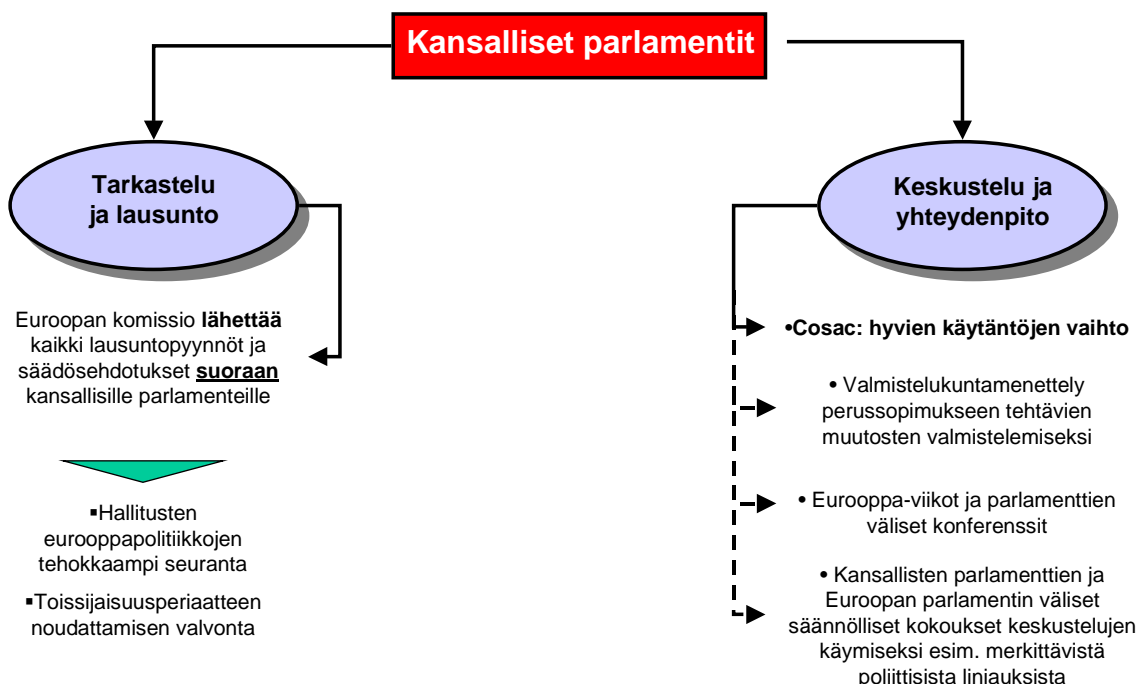 Kansalliset parlamentit
Tarkastelu
ja lausunto
Euroopan komissio lähettää
kaikki lausuntopyynnöt ja
säädösehdotukset suoraan
kansallisille parlamenteille
▪Hallitusten
eurooppapolitiikkojen
tehokkaampi seuranta
▪Toissijaisuusperiaatteen
noudattamisen valvonta
Keskustelu ja
yhteydenpito
•Cosac: hyvien käytäntöjen vaihto
• Valmistelukuntamenettely
perussopimukseen tehtävien
muutosten valmistelemiseksi
• Eurooppa-viikot ja parlamenttien
väliset konferenssit
• Kansallisten parlamenttien ja
Euroopan parlamentin väliset
säännölliset kokoukset keskustelujen
käymiseksi esim. merkittävistä
poliittisista linjauksista